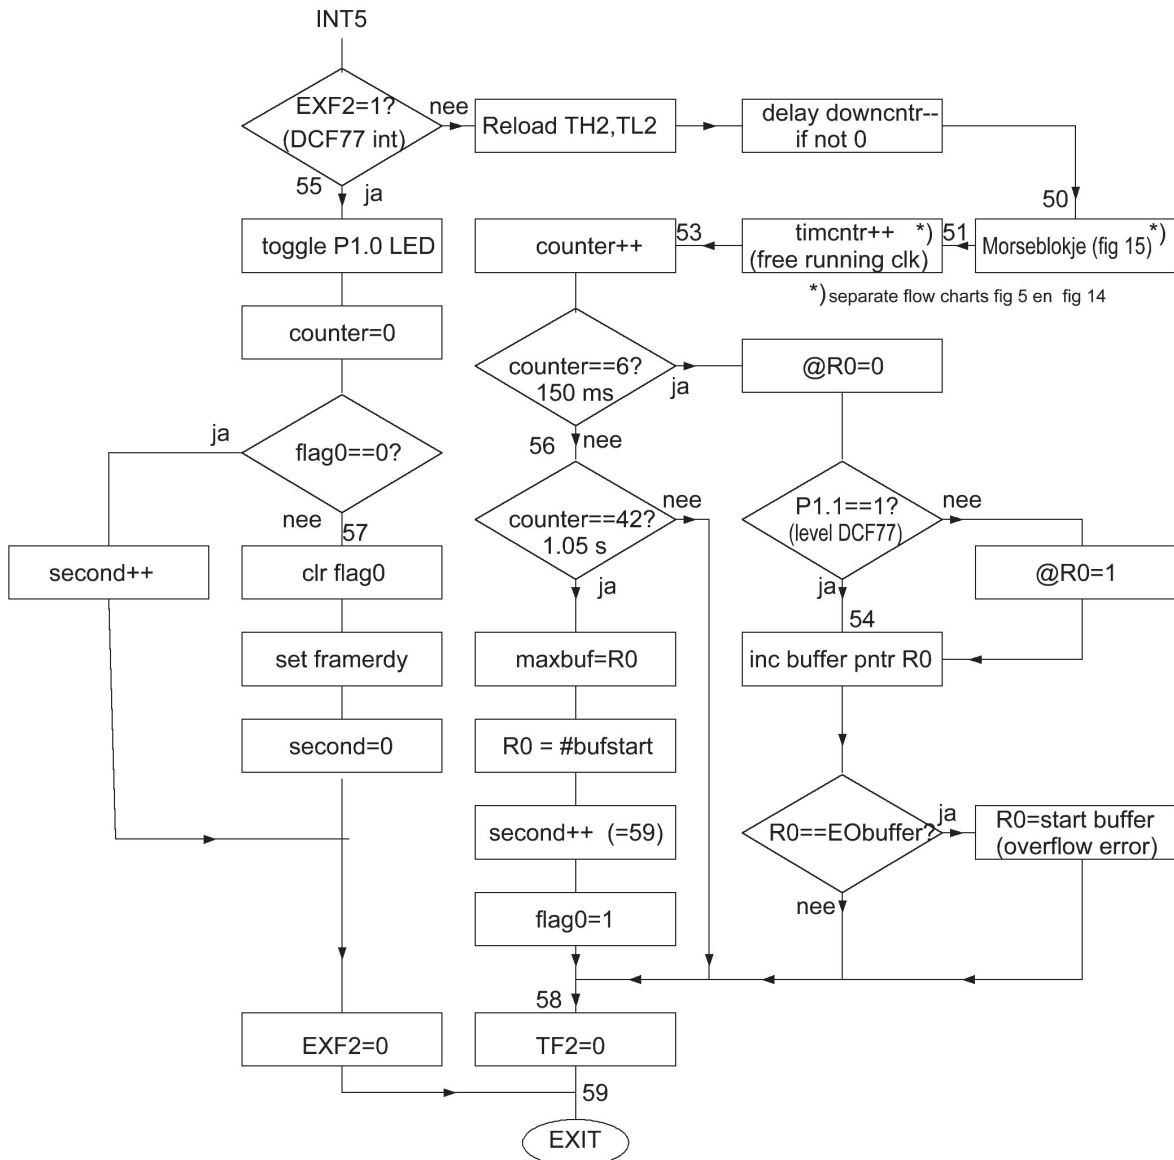 INT5
EXF2=1?
(DCF77 int)
nee
Reload TH2,TL2
delay downcntr--
if not 0
55
ja
50
toggle P1.0 LED
counter++
53
timcntr++ *)
(free running clk)
51
Morseblokje (fig 15)*)
*) separate flow charts fig 5 en fig 14
counter=0
counter==6?
150 ms
ja
@R0=0
ja
flag0==0?
56
nee
nee
57
counter==42?
1.05 s
nee
ja
P1.1==1?
(level DCF77)
nee
ja
second++
clr flag0
@R0=1
54
set framerdy
maxbuf=R0
inc buffer pntr R0
second=0
R0 = #bufstart
second++ (=59)
R0==EObuffer?
ja
nee
R0=start buffer
(overflow error)
flag0=1
58
EXF2=0
TF2=0
59
EXIT